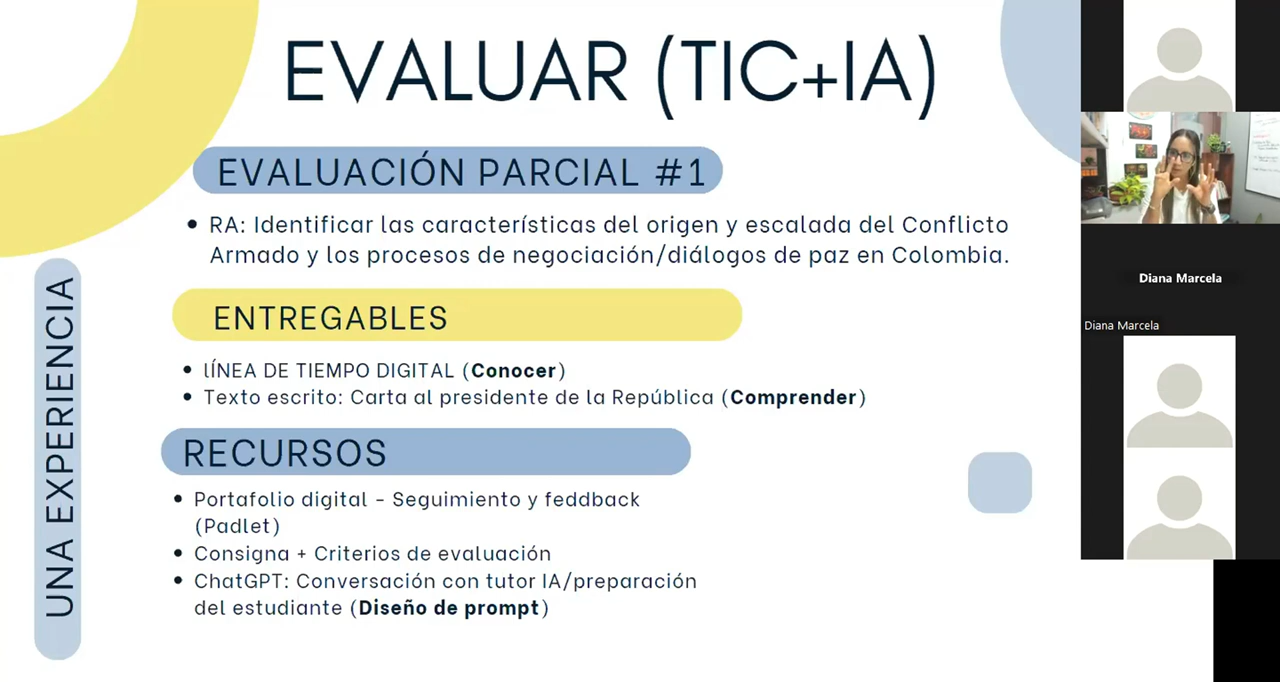 EVALUAR (TIC+IA)
EVALUACIÓN PARCIAL #1
• RA: Identificar las características del origen y escalada del Conflicto
Armado y los procesos de negociación/diálogos de paz en Colombia.
UNA EXPERIENCIA
ENTREGABLES
• lÍNEA DE TIEMPO DIGITAL (Conocer)
• Texto escrito: Carta al presidente de la República (Comprender)
RECURSOS
• Portafolio digital - Seguimiento y feddback
(Padlet)
• Consigna + Criterios de evaluación
• ChatGPT: Conversación con tutor IA/preparación
del estudiante (Diseño de prompt)
Diana Marcela
Diana Marcela